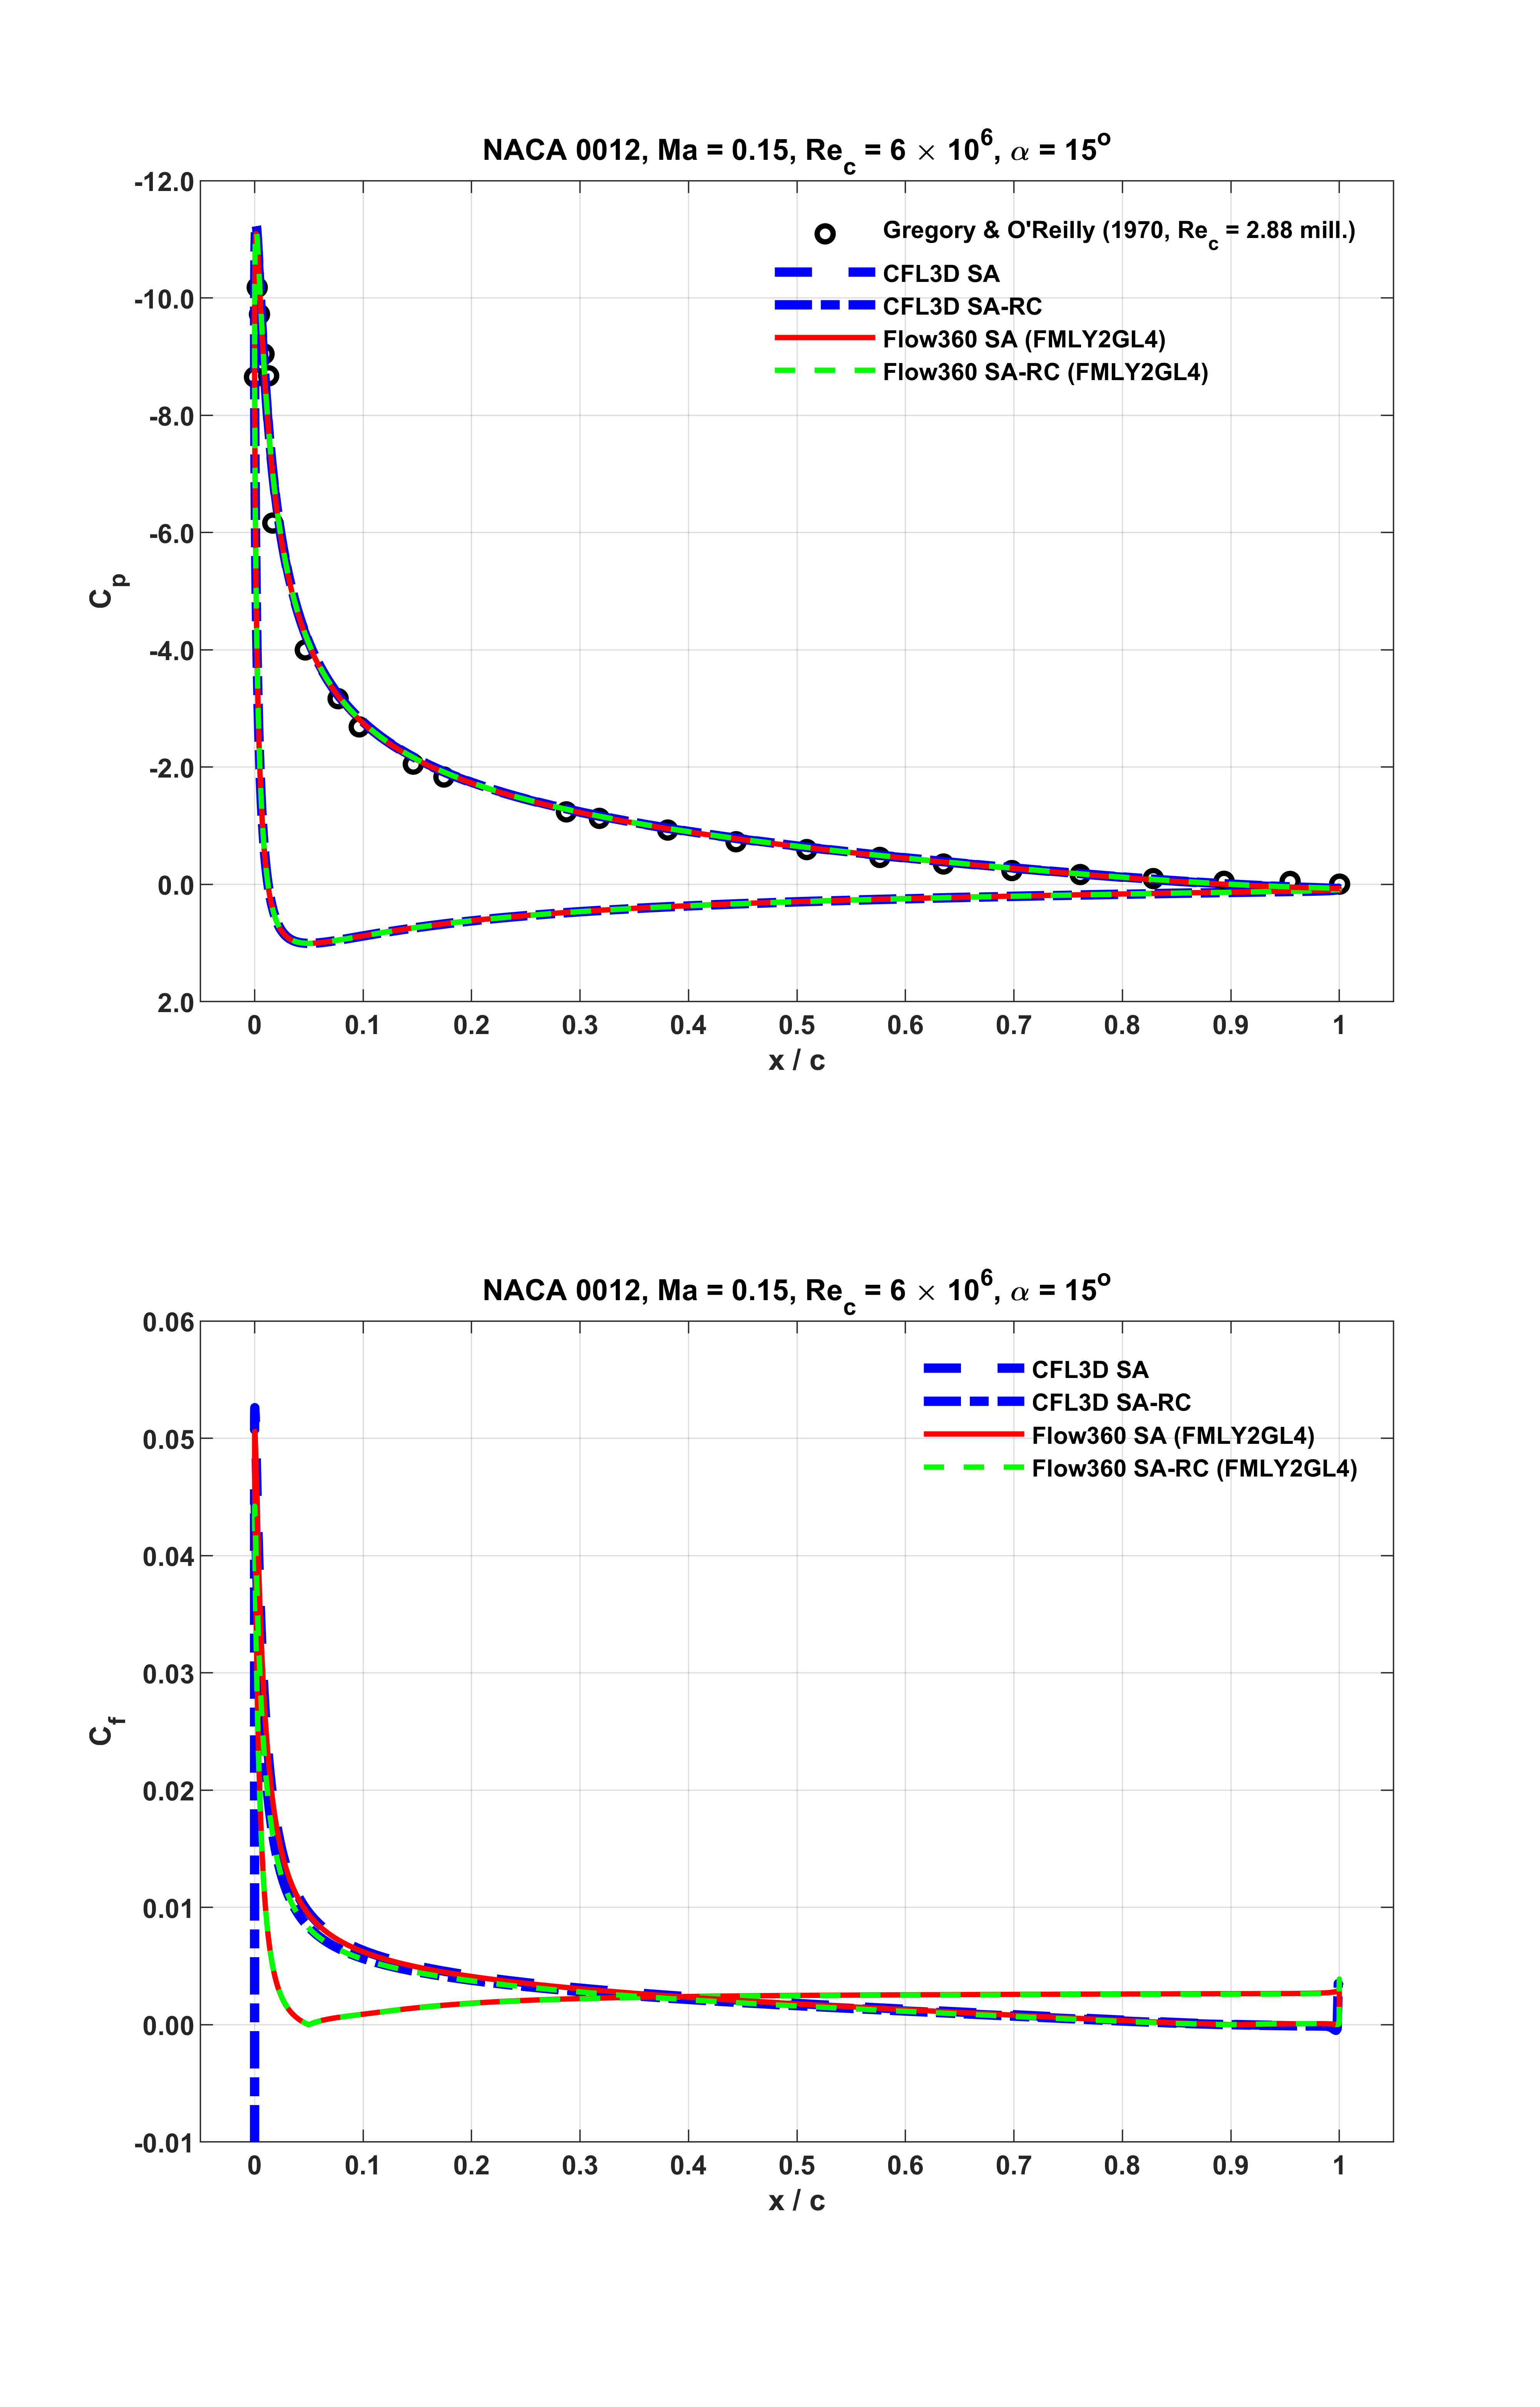 NACA 0012, Ma = 0.15, Re_c = 6 × 10^6, α = 15^o
-12.0
-10.0
-8.0
-6.0
-4.0
-2.0
0.0
2.0
C_p
Gregory & O'Reilly (1970, Re_c = 2.88 mill.)
CFL3D SA
CFL3D SA-RC
Flow360 SA (FMLY2GL4)
Flow360 SA-RC (FMLY2GL4)
0 0.1 0.2 0.3 0.4 0.5 0.6 0.7 0.8 0.9 1
x / c
NACA 0012, Ma = 0.15, Re_c = 6 × 10^6, α = 15^o
0.06
0.05
0.04
0.03
0.02
0.01
0.00
-0.01
C_f
CFL3D SA
CFL3D SA-RC
Flow360 SA (FMLY2GL4)
Flow360 SA-RC (FMLY2GL4)
0 0.1 0.2 0.3 0.4 0.5 0.6 0.7 0.8 0.9 1
x / c